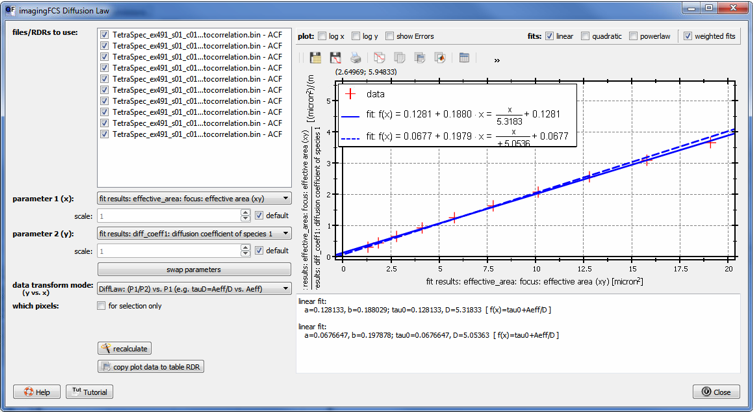 imagingFCS Diffusion Law
files/RDRs to use:
TetraSpec_ex491_s01_c01...tocorrelation.bin - ACF
TetraSpec_ex491_s01_c01...tocorrelation.bin - ACF
TetraSpec_ex491_s01_c01...tocorrelation.bin - ACF
TetraSpec_ex491_s01_c01...tocorrelation.bin - ACF
TetraSpec_ex491_s01_c01...tocorrelation.bin - ACF
TetraSpec_ex491_s01_c01...tocorrelation.bin - ACF
TetraSpec_ex491_s01_c01...tocorrelation.bin - ACF
TetraSpec_ex491_s01_c01...tocorrelation.bin - ACF
TetraSpec_ex491_s01_c01...tocorrelation.bin - ACF
parameter 1 (x): fit results: effective_area: focus: effective area (xy)
scale: 1 default
parameter 2 (y): fit results: diff_coeff1: diffusion coefficient of species 1
scale: 1 default
swap parameters
data transform mode: DiffLaw: (P1/P2) vs. P1 (e.g. tauD=Aeff/D vs. Aeff)
(y vs. x)
which pixels: for selection only
recalculate
copy plot data to table RDR
Help Tutorial
plot: log x log y show Errors fits: linear quadratic powerlaw weighted fits
»
(2.64969; 5.94833)
data
fit: f(x) = 0.1281 + 0.1880 · x = x/5.3183 + 0.1281
fit: f(x) = 0.0677 + 0.1979 · x = x/+5.0536 + 0.0677
5
4
3
2
1
0
0 2.5 5 7.5 10 12.5 15 17.5 20
fit results: effective_area: focus: effective area (xy) [micron²]
results: effective_area: focus: effective area (xy) [(micron²)/(m
results: diff_coeff1: diffusion coefficient of species 1
linear fit:
a=0.128133, b=0.188029; tau0=0.128133, D=5.31833 [ f(x)=tau0+Aeff/D ]
linear fit:
a=0.0676647, b=0.197878; tau0=0.0676647, D=5.05363 [ f(x)=tau0+Aeff/D ]
Close